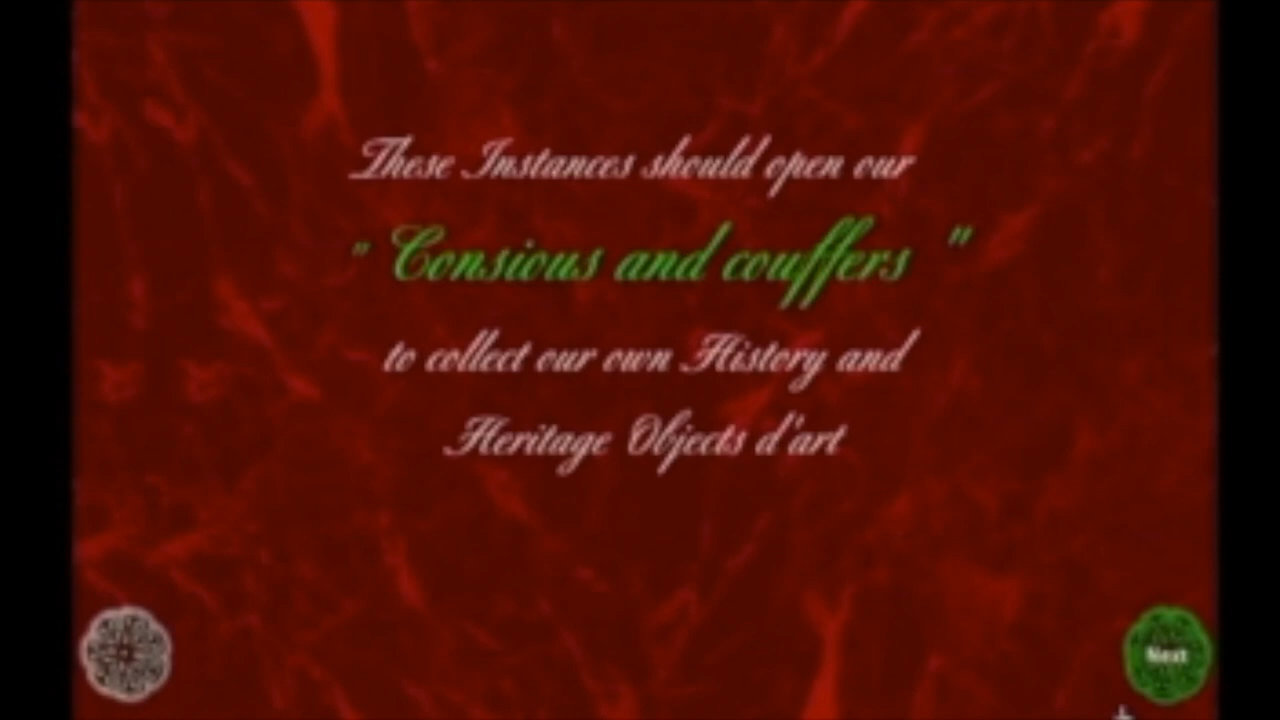 These Instances should open our
" Consious and couffers "
to collect our own History and
Heritage Objects d'art
Next